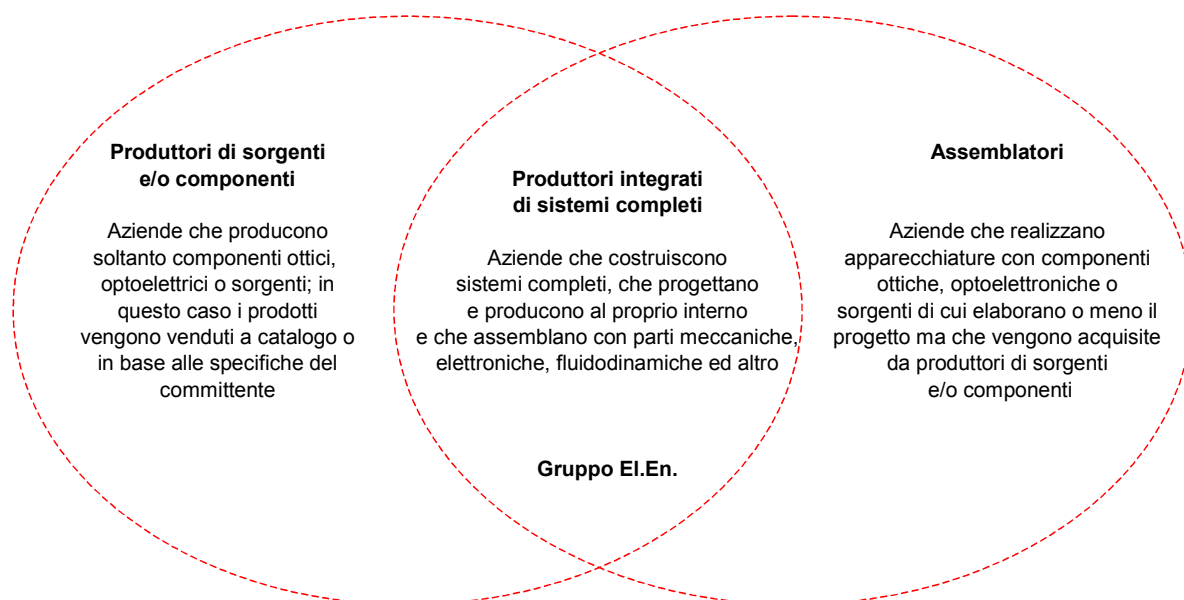 Produttori di sorgenti
e/o componenti
Aziende che producono
soltanto componenti ottici,
optoelettrici o sorgenti; in
questo caso i prodotti
vengono venduti a catalogo o
in base alle specifiche del
committente
Produttori integrati
di sistemi completi
Aziende che costruiscono
sistemi completi, che progettano
e producono al proprio interno
e che assemblano con parti meccaniche,
elettroniche, fluidodinamiche ed altro
Gruppo El.En.
Assemblatori
Aziende che realizzano
apparecchiature con componenti
ottiche, optoelettroniche o
sorgenti di cui elaborano o meno il
progetto ma che vengono acquisite
da produttori di sorgenti
e/o componenti